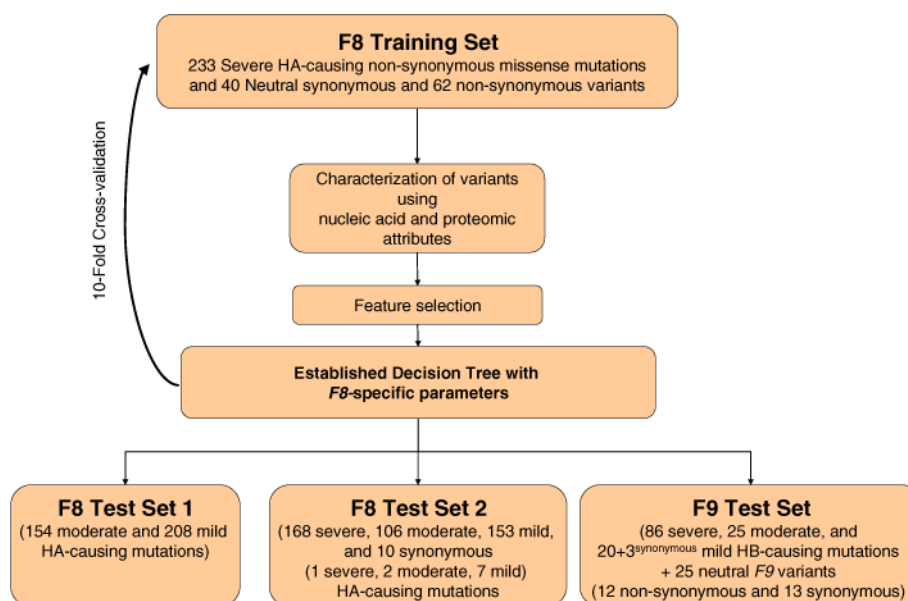 F8 Training Set
233 Severe HA-causing non-synonymous missense mutations
and 40 Neutral synonymous and 62 non-synonymous variants
10-Fold Cross-validation
Characterization of variants
using
nucleic acid and proteomic
attributes
Feature selection
Established Decision Tree with
F8-specific parameters
F8 Test Set 1
(154 moderate and 208 mild
HA-causing mutations)
F8 Test Set 2
(168 severe, 106 moderate, 153 mild,
and 10 synonymous
(1 severe, 2 moderate, 7 mild)
HA-causing mutations
F9 Test Set
(86 severe, 25 moderate, and
20+3synonymous mild HB-causing mutations
+ 25 neutral F9 variants
(12 non-synonymous and 13 synonymous)